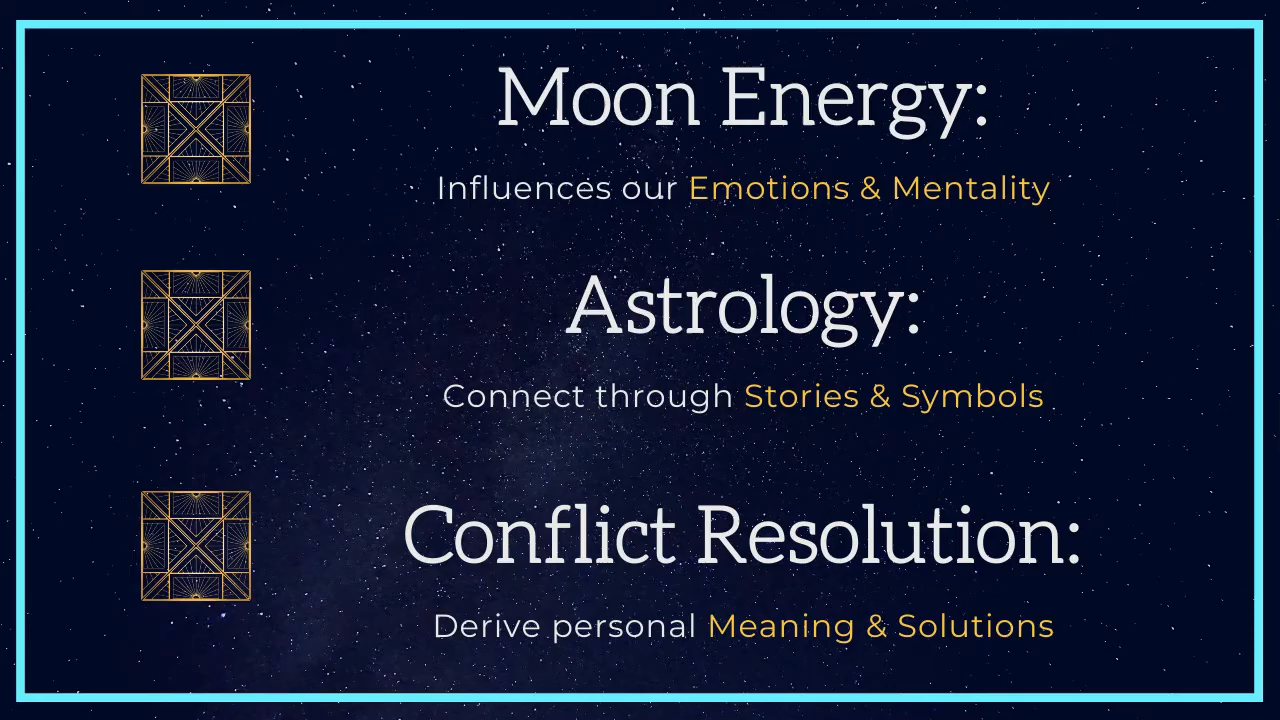 Moon Energy:
Influences our Emotions & Mentality
Astrology:
Connect through Stories & Symbols
Conflict Resolution:
Derive personal Meaning & Solutions